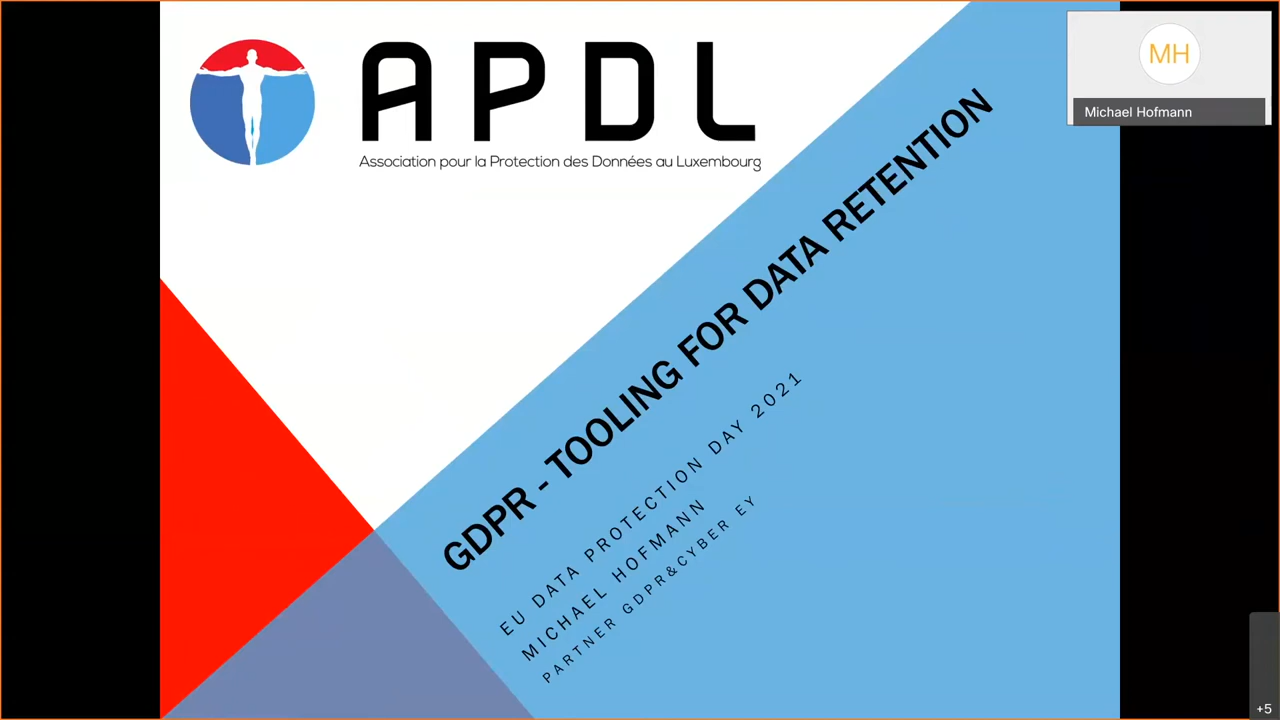 APDL
Association pour la Protection des Données au Luxembourg
MH
Michael Hofmann
GDPR - TOOLING FOR DATA RETENTION
EU DATA PROTECTION DAY 2021
MICHAEL HOFMANN
PARTNER GDPR&CYBER EY
+5